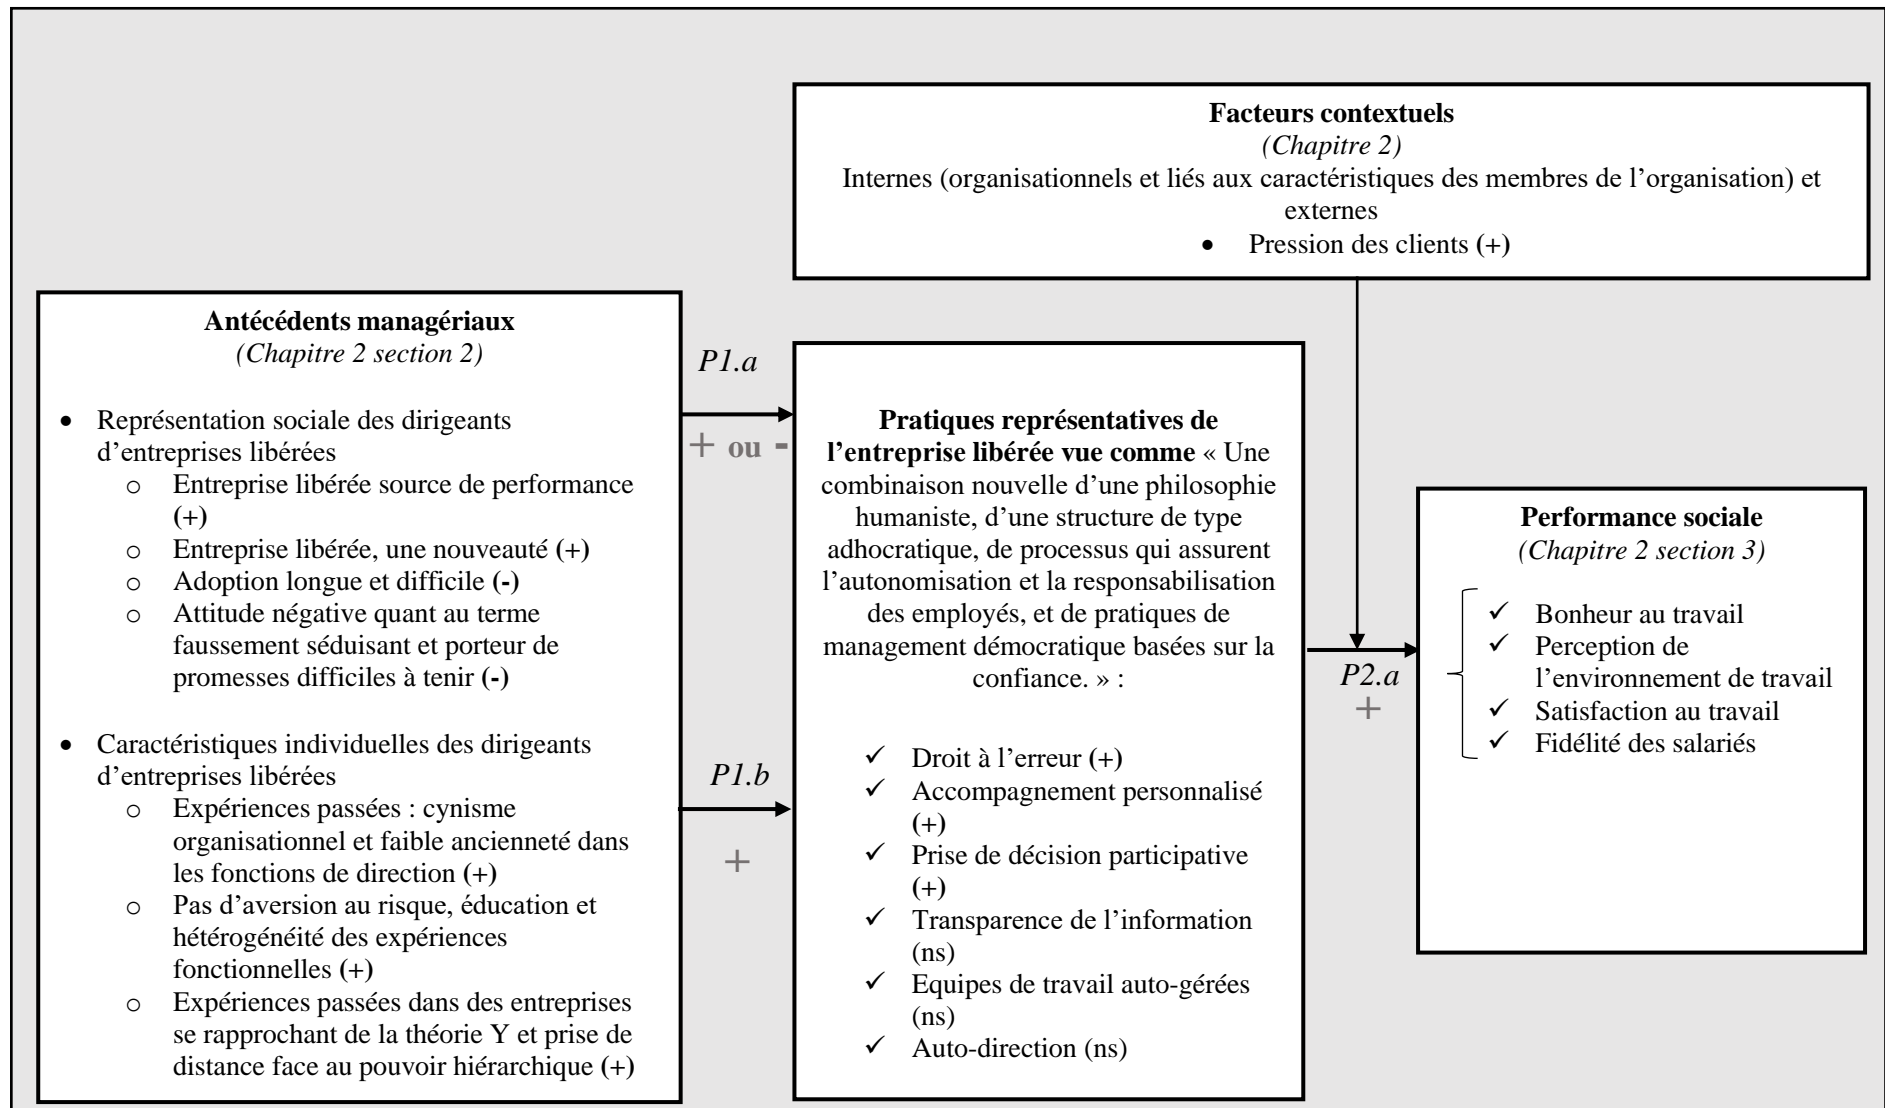 Facteurs contextuels
(Chapitre 2)
Internes (organisationnels et liés aux caractéristiques des membres de l’organisation) et
externes
• Pression des clients (+)
Antécédents managériaux
(Chapitre 2 section 2)
• Représentation sociale des dirigeants
d’entreprises libérées
o Entreprise libérée source de performance
(+)
o Entreprise libérée, une nouveauté (+)
o Adoption longue et difficile (-)
o Attitude négative quant au terme
faussement séduisant et porteur de
promesses difficiles à tenir (-)
• Caractéristiques individuelles des dirigeants
d’entreprises libérées
o Expériences passées : cynisme
organisationnel et faible ancienneté dans
les fonctions de direction (+)
o Pas d’aversion au risque, éducation et
hétérogénéité des expériences
fonctionnelles (+)
o Expériences passées dans des entreprises
se rapprochant de la théorie Y et prise de
distance face au pouvoir hiérarchique (+)
P1.a
+ ou -
P1.b
+
Pratiques représentatives de
l’entreprise libérée vue comme « Une
combinaison nouvelle d’une philosophie
humaniste, d’une structure de type
adhocratique, de processus qui assurent
l’autonomisation et la responsabilisation
des employés, et de pratiques de
management démocratique basées sur la
confiance. » :
✓ Droit à l’erreur (+)
✓ Accompagnement personnalisé
(+)
✓ Prise de décision participative
(+)
✓ Transparence de l’information
(ns)
✓ Equipes de travail auto-gérées
(ns)
✓ Auto-direction (ns)
P2.a
+
Performance sociale
(Chapitre 2 section 3)
✓ Bonheur au travail
✓ Perception de
l’environnement de travail
✓ Satisfaction au travail
✓ Fidélité des salariés